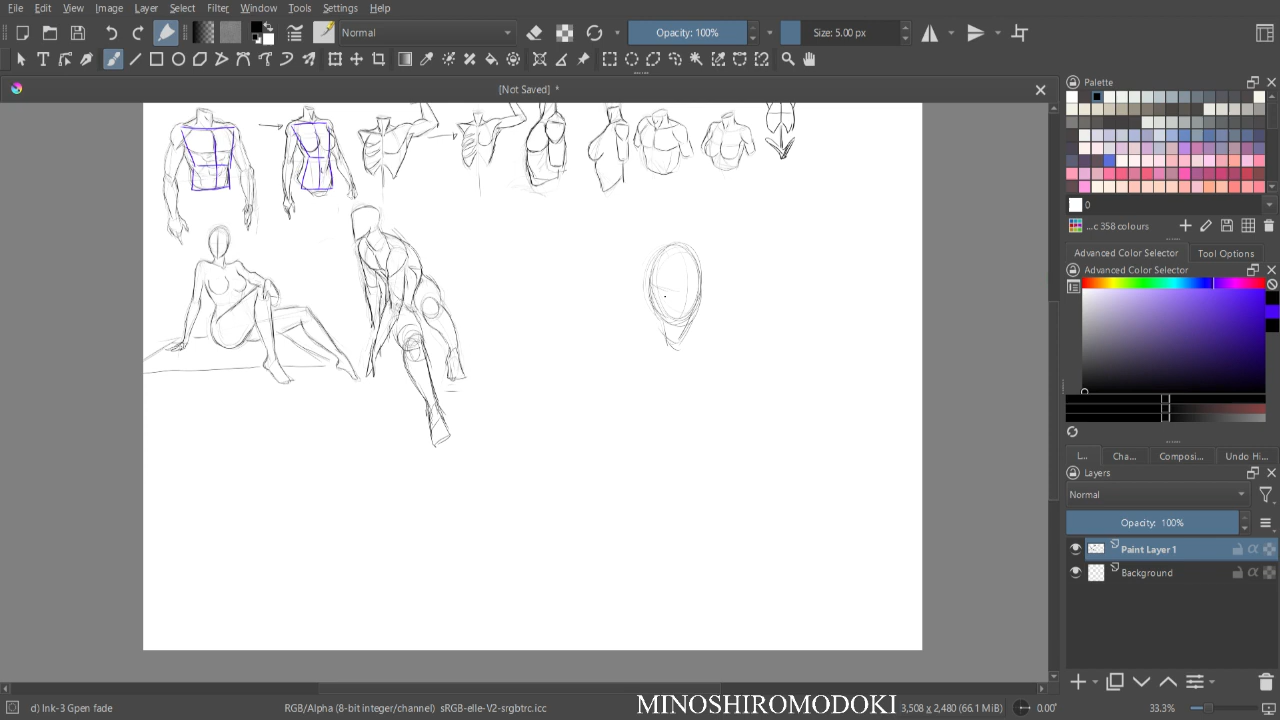 File Edit View Image Layer Select Filter Tools Settings Window Help
Normal
Opacity: 100%
Size: 5.00 px
[Not Saved] *
Palette
0
...c 358 colours
Advanced Color Selector Tool Options
Advanced Color Selector
L... Cha... Composi... Undo Hi...
Layers
Normal
Opacity: 100%
Paint Layer 1
Background
d) Ink-3 Gpen fade
RGB/Alpha (8-bit integer/channel) sRGB-elle-V2-srgbtrc.icc
MINOSHIROMODOKI
3,508 x 2,480 (66.1 MiB)
0.00°
33.3%